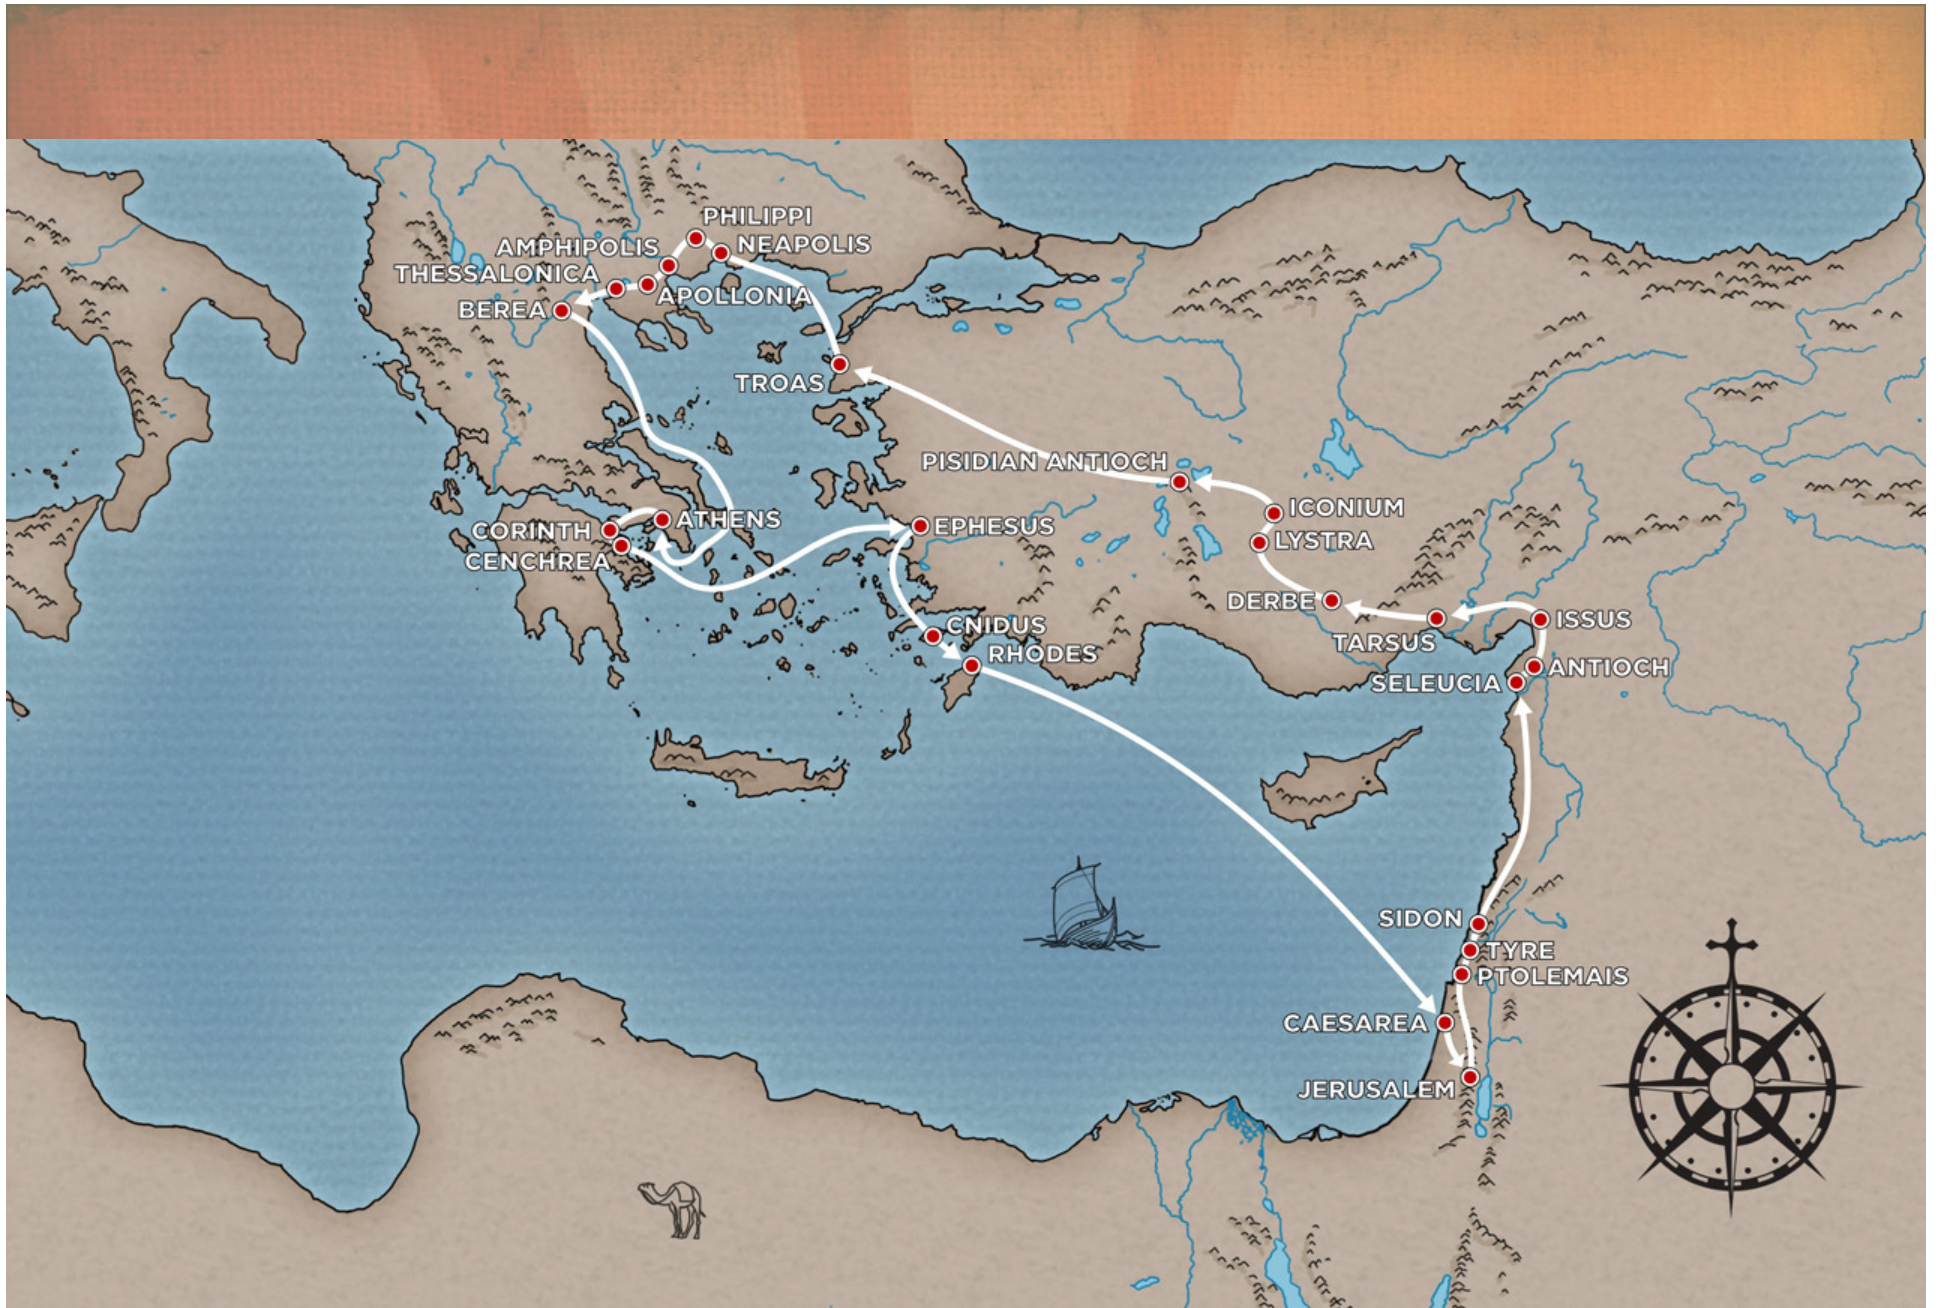 PHILIPPI
AMPHIPOLIS
NEAPOLIS
THESSALONICA
APOLLONIA
BEREA
TROAS
PISIDIAN ANTIOCH
ICONIUM
CORINTH
ATHENS
EPHESUS
LYSTRA
CENCHREA
DERBE
ISSUS
CNIDUS
TARSUS
RHODES
ANTIOCH
SELEUCIA
SIDON
TYRE
PTOLEMAIS
CAESAREA
JERUSALEM